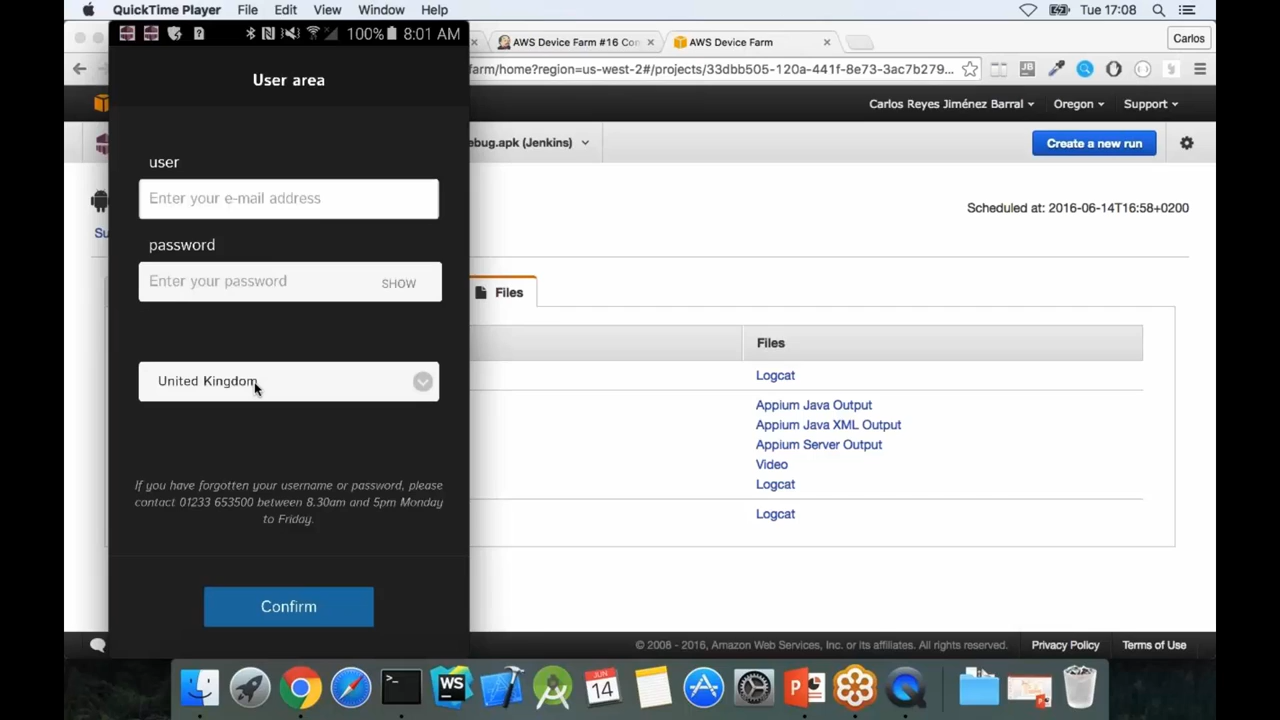 QuickTime Player File Edit View Window Help
Tue 17:08
100% 8:01 AM
AWS Device Farm #16 Con
AWS Device Farm
Carlos
farm/home?region=us-west-2#/projects/33dbb505-120a-441f-8e73-3ac7b279...
JB
User area
Carlos Reyes Jiménez Barral
Oregon
Support
ebug.apk (Jenkins)
Create a new run
user
Enter your e-mail address
Scheduled at: 2016-06-14T16:58+0200
Su
password
Enter your password
SHOW
Files
Files
United Kingdom
Logcat
Appium Java Output
Appium Java XML Output
Appium Server Output
Video
Logcat
Logcat
If you have forgotten your username or password, please
contact 01233 653500 between 8.30am and 5pm Monday
to Friday.
Confirm
© 2008 - 2016, Amazon Web Services, Inc. or its affiliates. All rights reserved.
Privacy Policy
Terms of Use
>_
WS
JUN
14